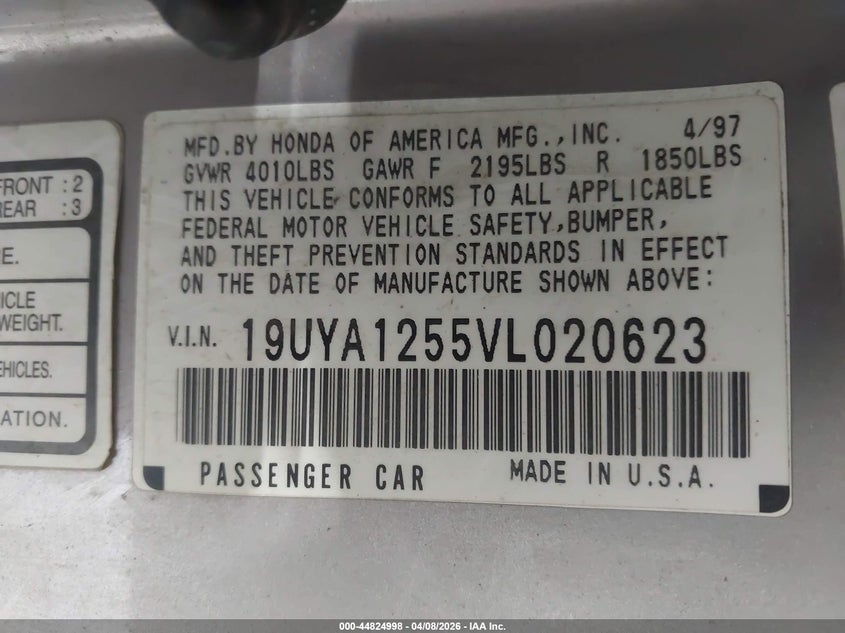 FRONT : 2
REAR : 3
E.
ICLE
WEIGHT.
EHICLES.
ATION.
MFD.BY HONDA OF AMERICA MFG.,INC. 4/97
GVWR 4010LBS GAWR F 2195LBS R 1850LBS
THIS VEHICLE CONFORMS TO ALL APPLICABLE
FEDERAL MOTOR VEHICLE SAFETY,BUMPER,
AND THEFT PREVENTION STANDARDS IN EFFECT
ON THE DATE OF MANUFACTURE SHOWN ABOVE:
V.I.N. 19UYA1255VL020623
PASSENGER CAR MADE IN U.S.A.
000-44824998 - 04/08/2026 - IAA Inc.